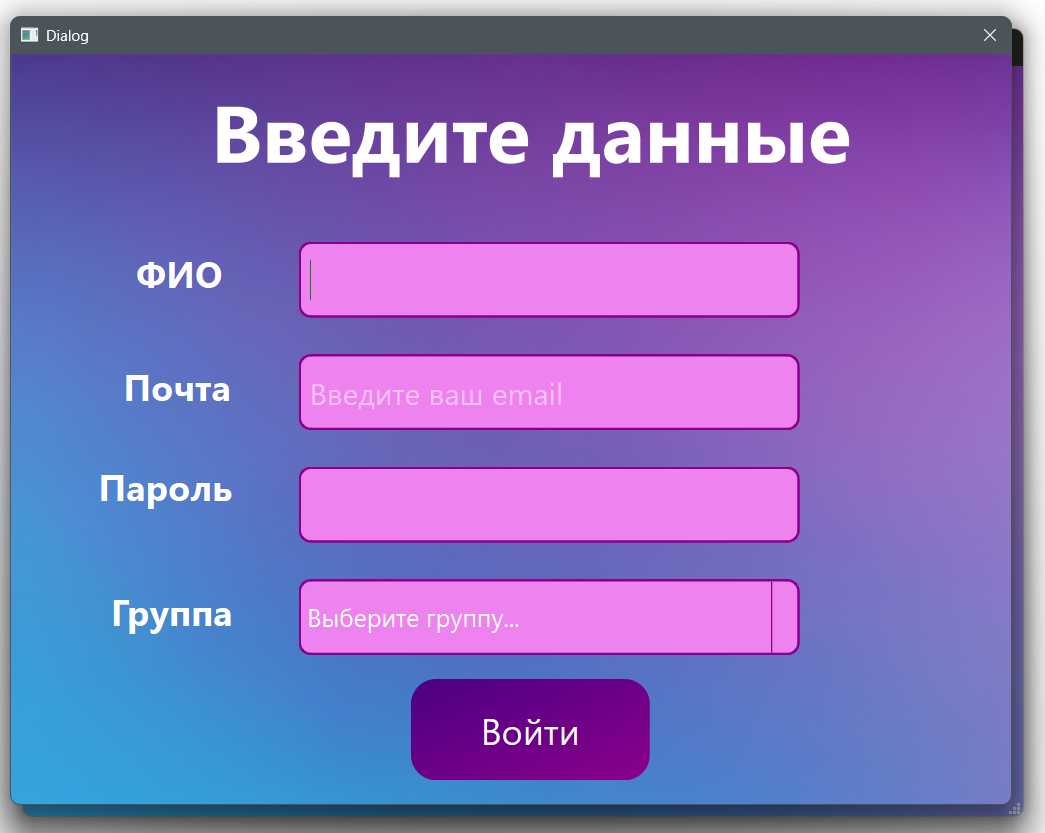 Dialog
Введите данные
ФИО
Почта
Введите ваш email
Пароль
Группа
Выберите группу...
Войти